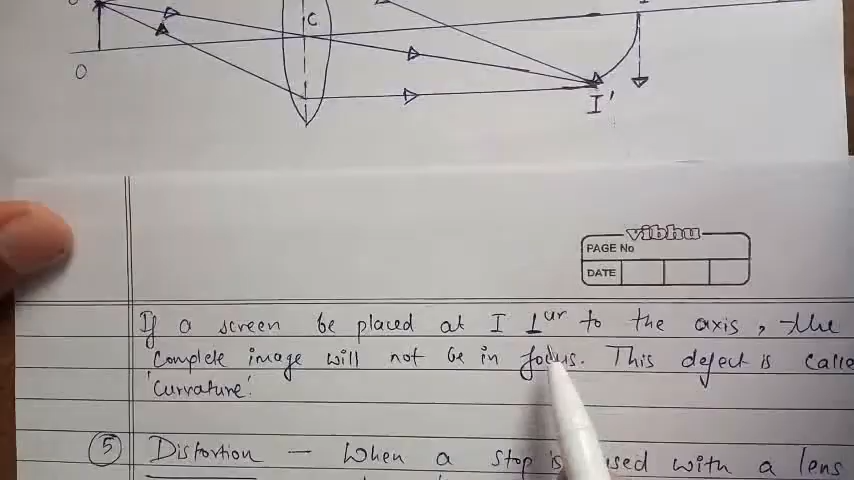 C
O
I'
vibhu
PAGE No
DATE
If a screen be placed at I ⊥ur to the axis, the
complete image will not be in focus. This defect is calle
'Curvature'.
5 Distortion — When a stop is used with a lens